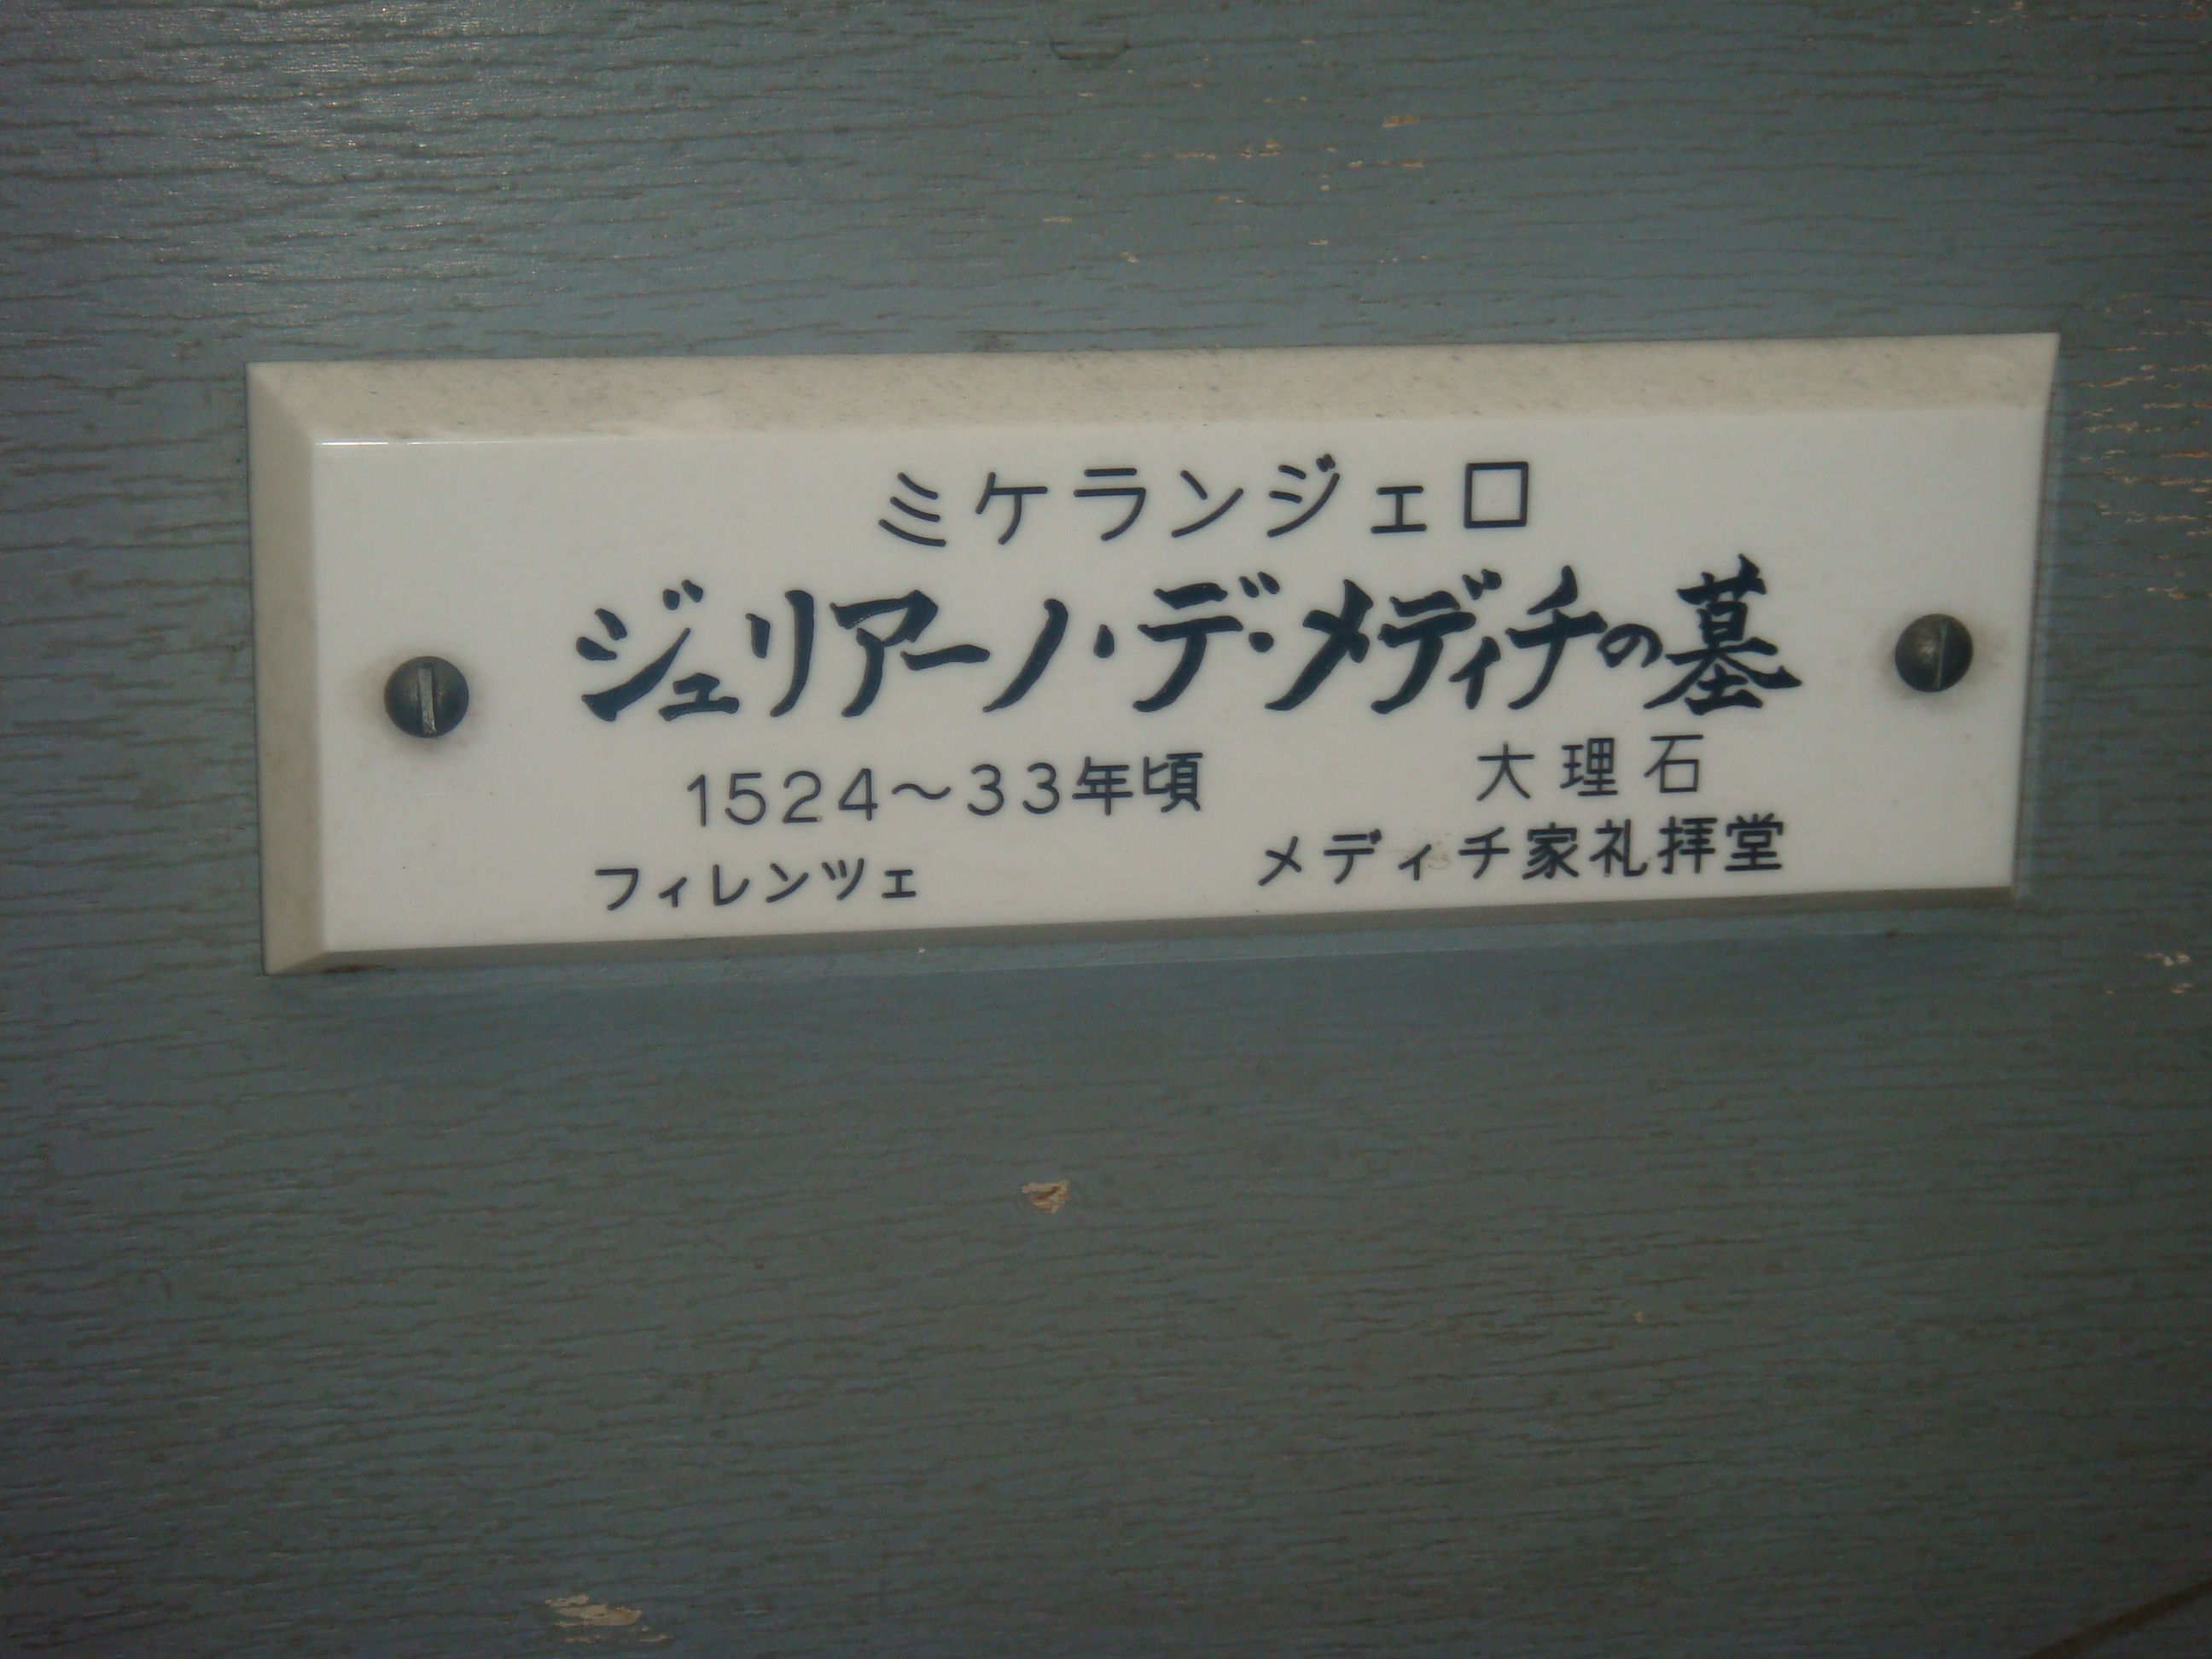 ミケランジェロ
ジュリアーノ・デ・メディチの墓
1524〜33年頃 大理石
フィレンツェ メディチ家礼拝堂